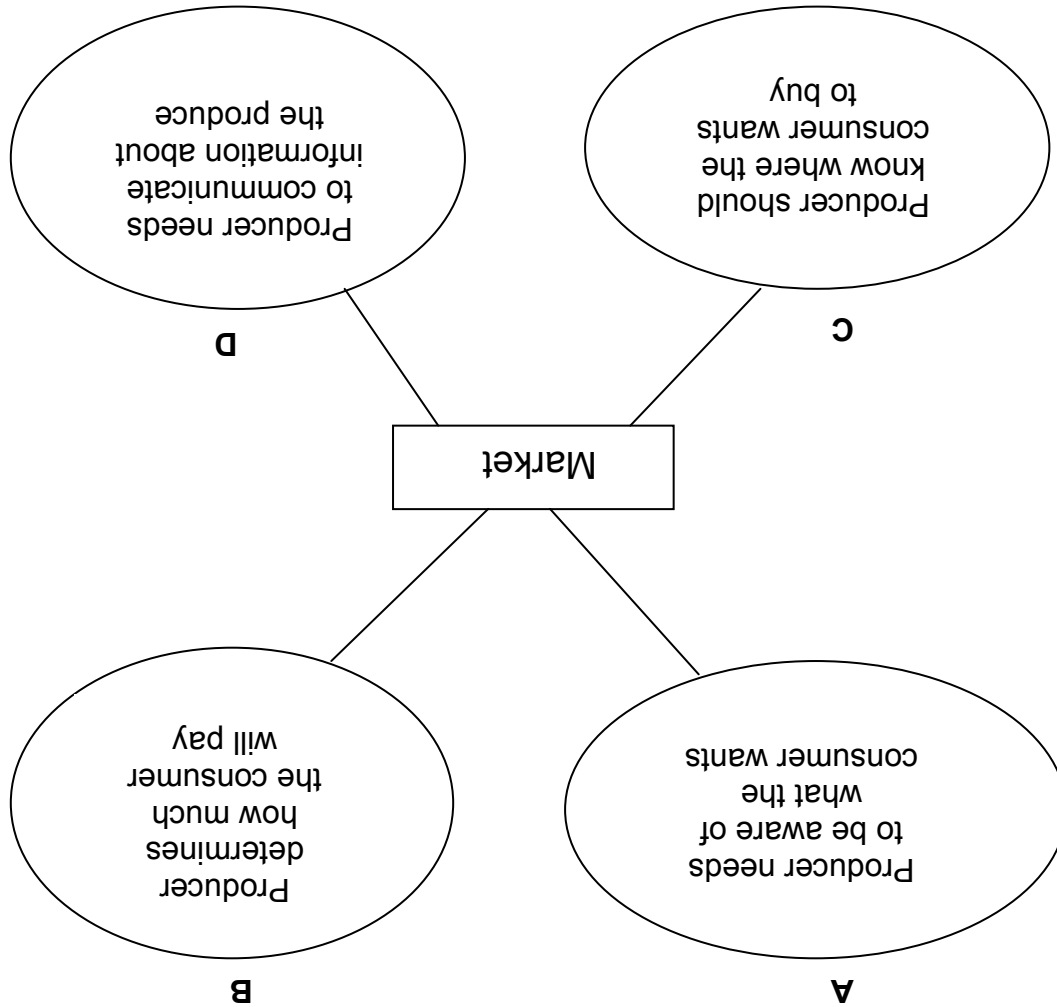 A
Producer needs
to be aware of
what the
consumer wants
B
Producer
determines
how much
the consumer
will pay
Market
C
Producer should
know where the
consumer wants
to buy
D
Producer needs
to communicate
information about
the produce